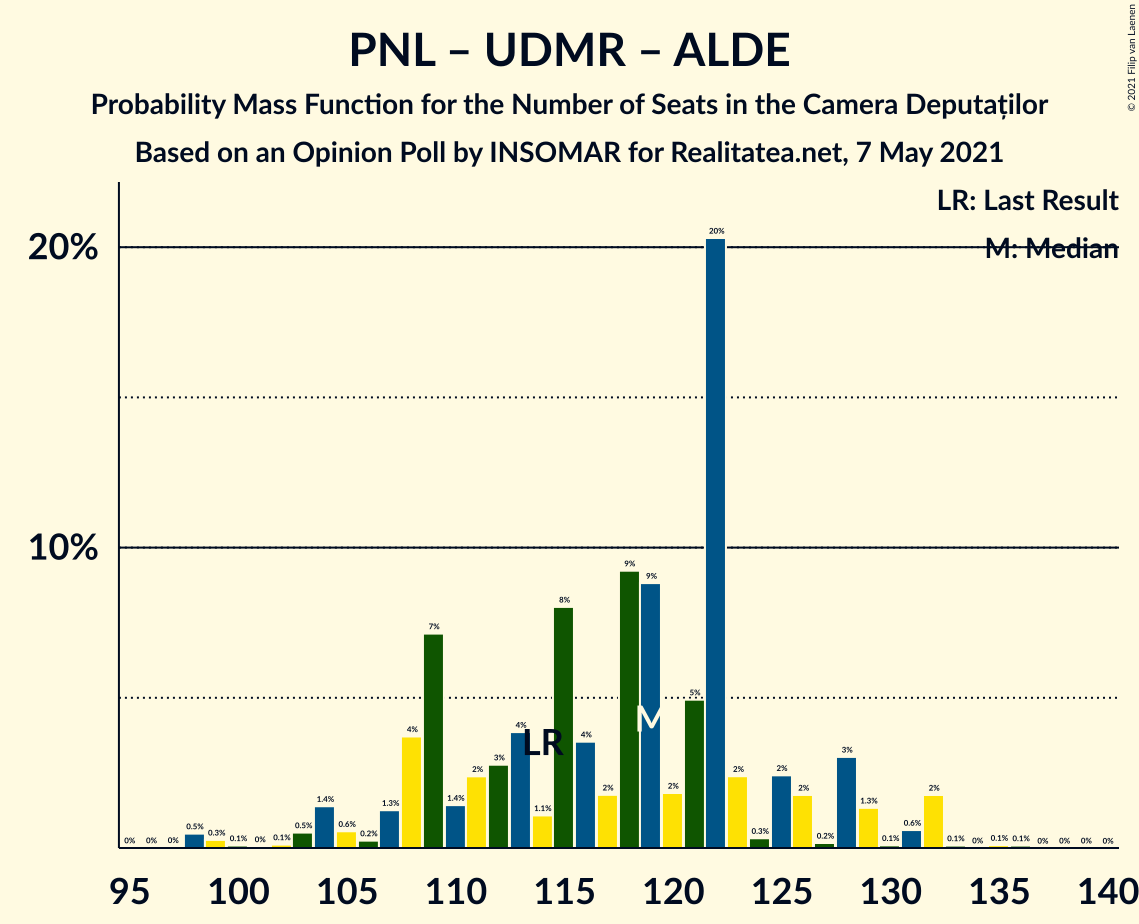 PNL – UDMR – ALDE
Probability Mass Function for the Number of Seats in the Camera Deputaților
Based on an Opinion Poll by INSOMAR for Realitatea.net, 7 May 2021
© 2021 Filip van Laenen
LR: Last Result
M: Median
20%
10%
0% 0% 0% 0.5% 0.3% 0.1% 0% 0.1% 0.5% 1.4% 0.6% 0.2% 1.3% 4% 7% 1.4% 2% 3% 4% 1.1% 8% 4% 2% 9% 9% 2% 5% 20% 2% 0.3% 2% 2% 0.2% 3% 1.3% 0.1% 0.6% 2% 0.1% 0% 0.1% 0.1% 0% 0% 0% 0%
LR
M
95 100 105 110 115 120 125 130 135 140